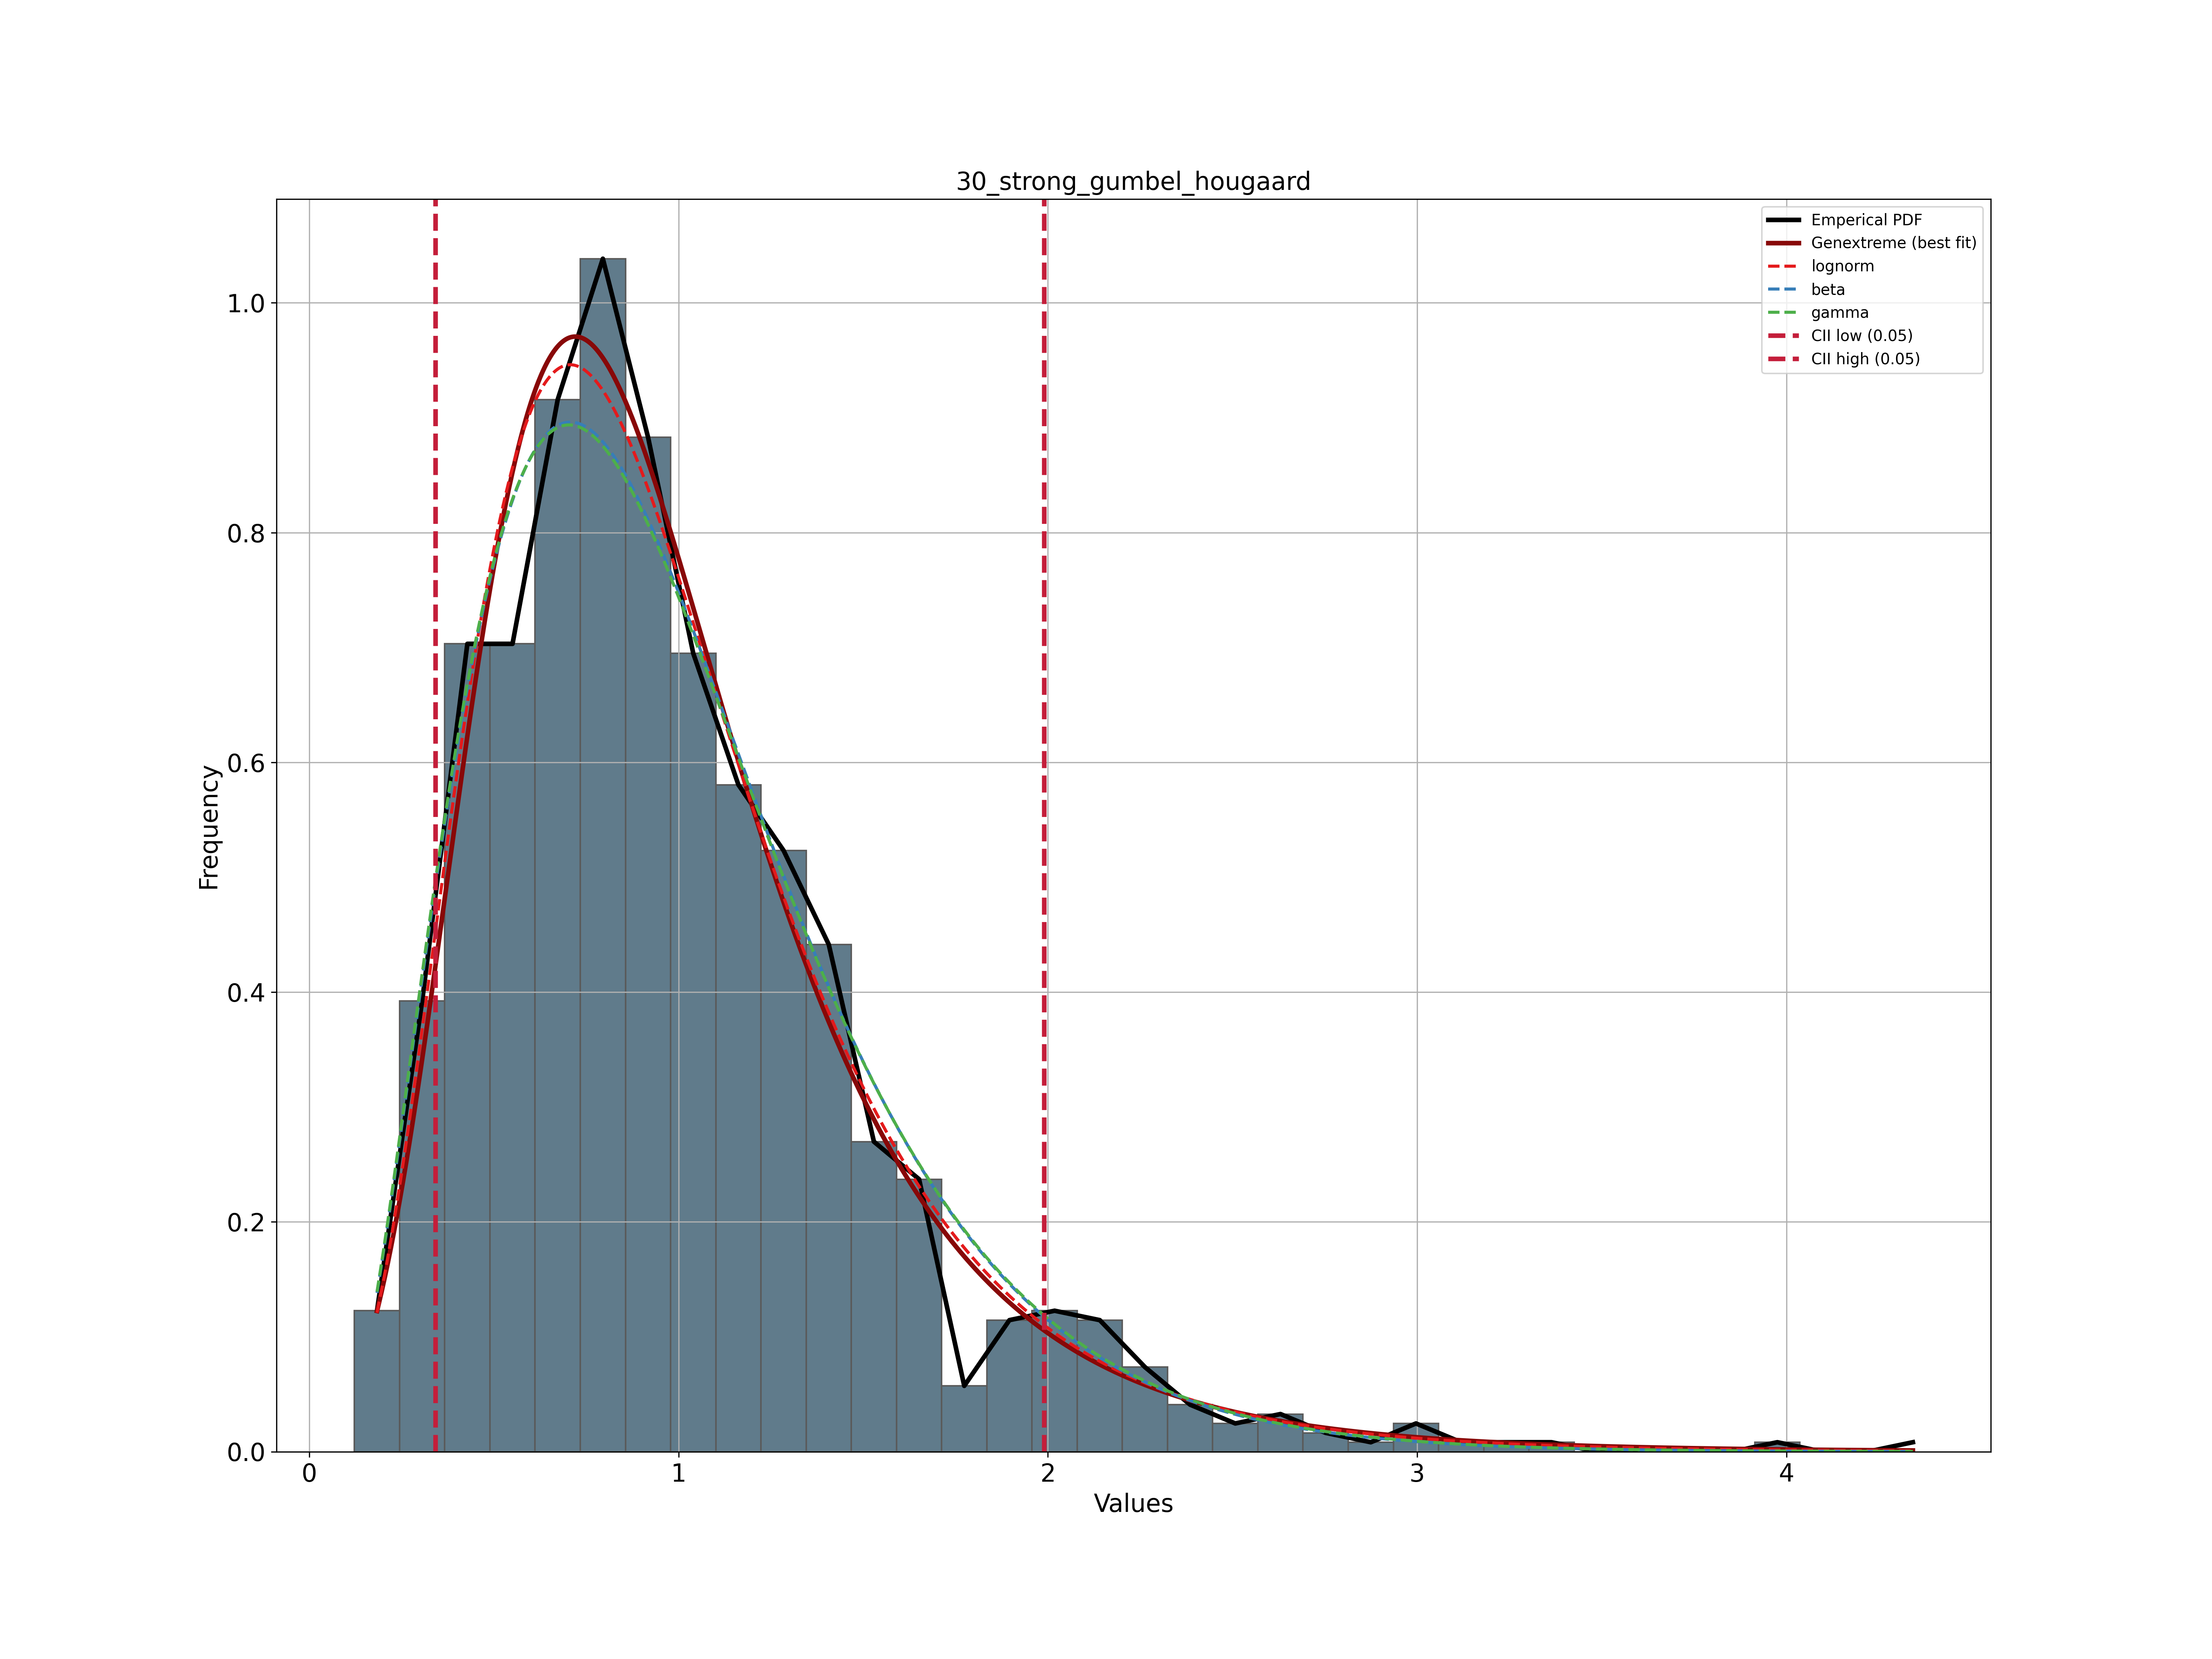 30_strong_gumbel_hougaard
Emperical PDF
Genextreme (best fit)
lognorm
beta
gamma
CII low (0.05)
CII high (0.05)
Frequency
1.0
0.8
0.6
0.4
0.2
0.0
0 1 2 3 4
Values